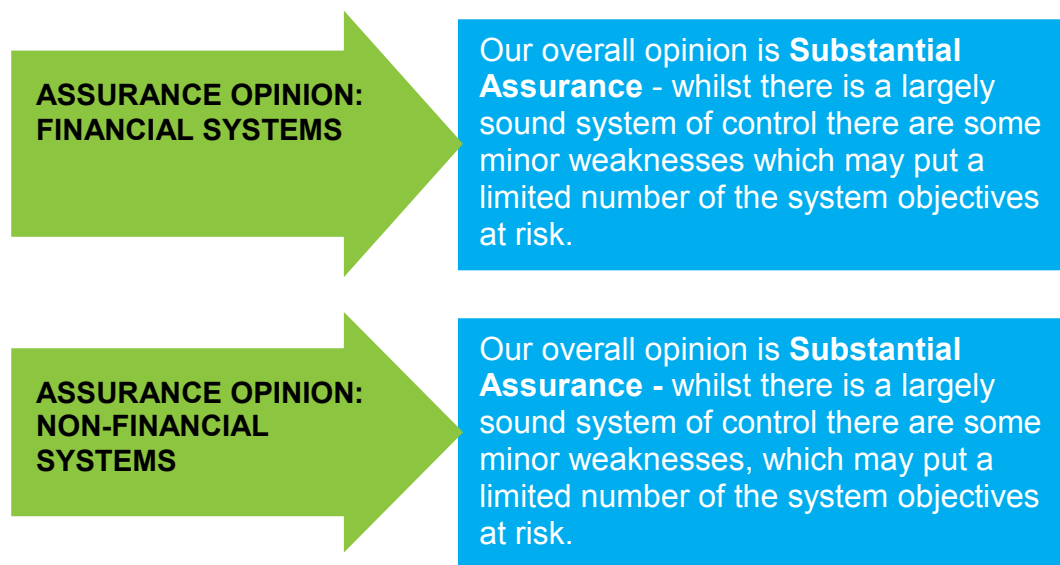 ASSURANCE OPINION:
FINANCIAL SYSTEMS
Our overall opinion is Substantial
Assurance - whilst there is a largely
sound system of control there are some
minor weaknesses which may put a
limited number of the system objectives
at risk.
ASSURANCE OPINION:
NON-FINANCIAL
SYSTEMS
Our overall opinion is Substantial
Assurance - whilst there is a largely
sound system of control there are some
minor weaknesses, which may put a
limited number of the system objectives
at risk.